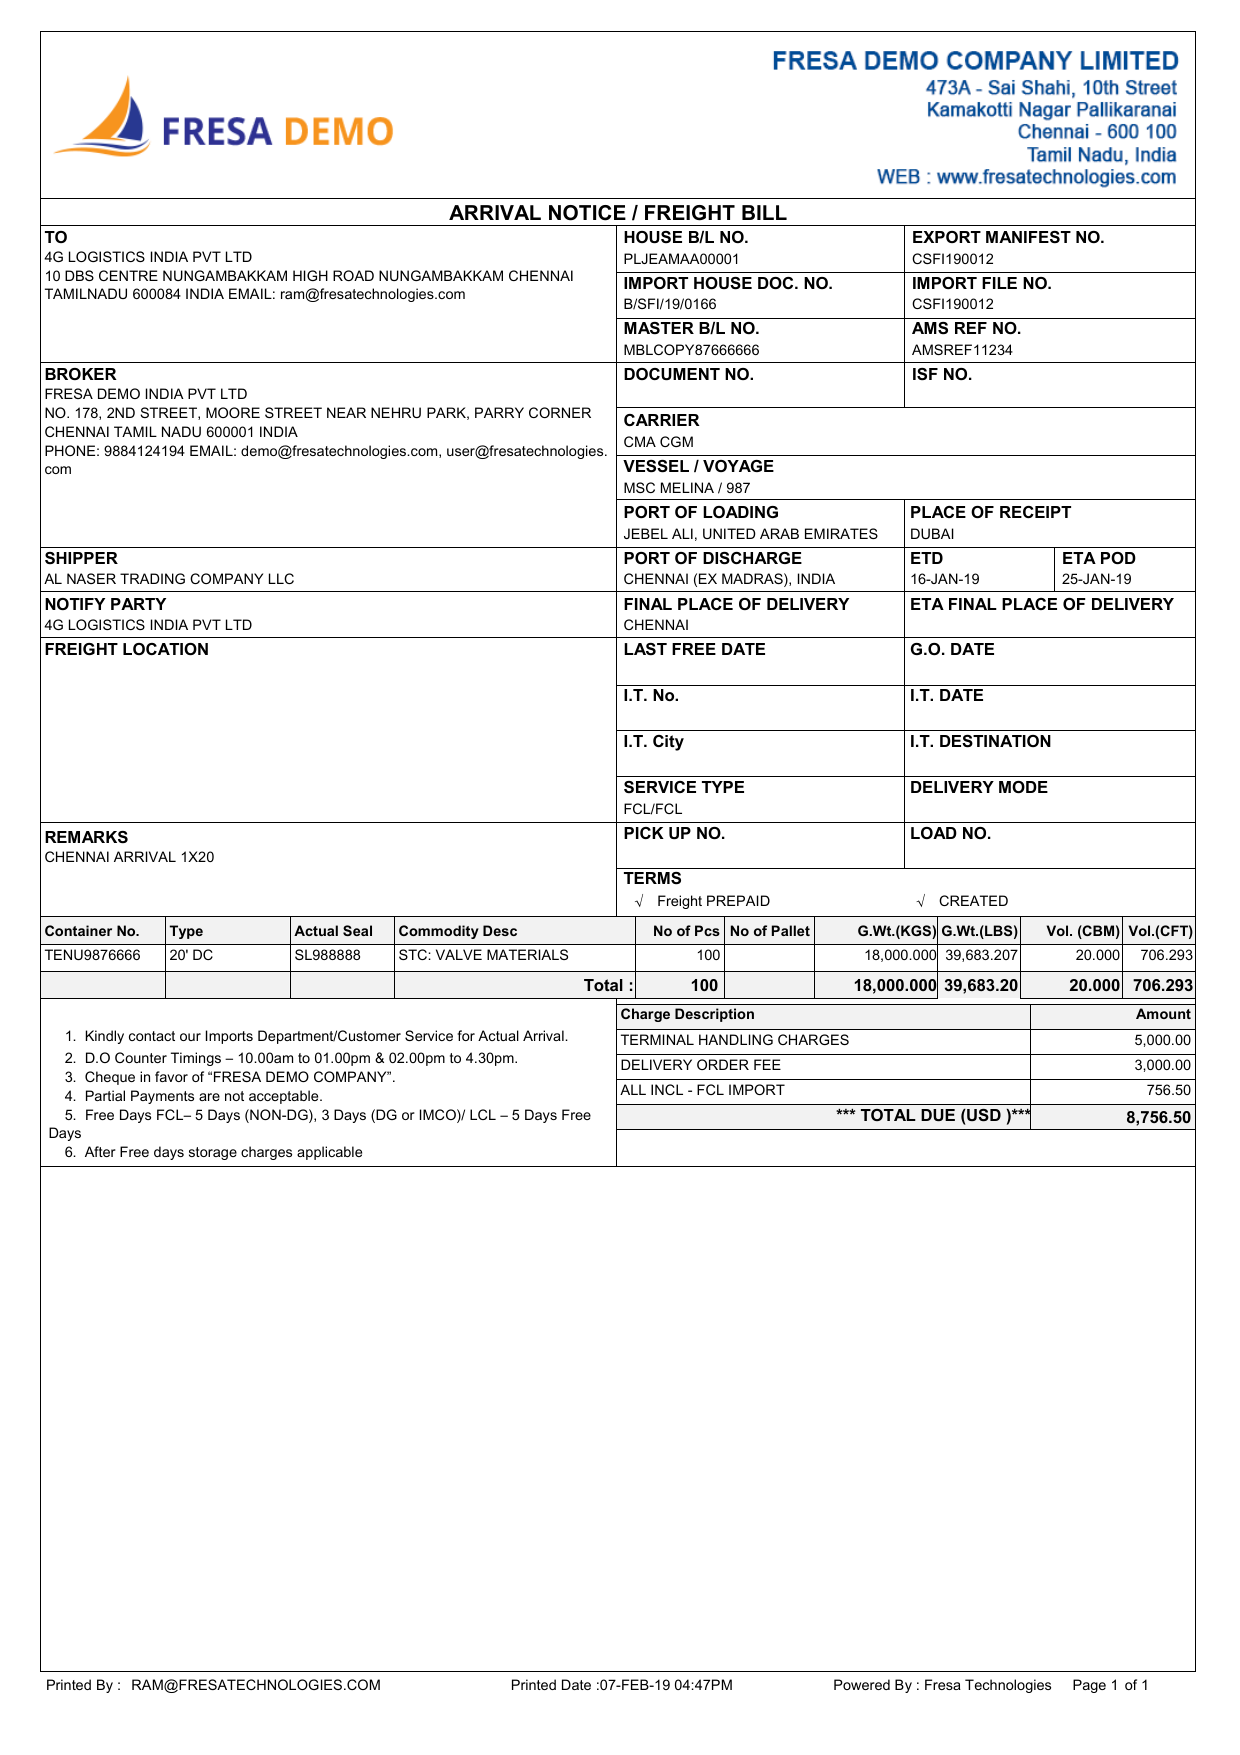 FRESA DEMO
FRESA DEMO COMPANY LIMITED
473A - Sai Shahi, 10th Street
Kamakotti Nagar Pallikaranai
Chennai - 600 100
Tamil Nadu, India
WEB : www.fresatechnologies.com
ARRIVAL NOTICE / FREIGHT BILL
TO
4G LOGISTICS INDIA PVT LTD
10 DBS CENTRE NUNGAMBAKKAM HIGH ROAD NUNGAMBAKKAM CHENNAI
TAMILNADU 600084 INDIA EMAIL: ram@fresatechnologies.com
HOUSE B/L NO. EXPORT MANIFEST NO.
PLJEAMAA00001 CSFI190012
IMPORT HOUSE DOC. NO. IMPORT FILE NO.
B/SFI/19/0166 CSFI190012
MASTER B/L NO. AMS REF NO.
MBLCOPY87666666 AMSREF11234
BROKER
FRESA DEMO INDIA PVT LTD
NO. 178, 2ND STREET, MOORE STREET NEAR NEHRU PARK, PARRY CORNER
CHENNAI TAMIL NADU 600001 INDIA
PHONE: 9884124194 EMAIL: demo@fresatechnologies.com, user@fresatechnologies.
com
DOCUMENT NO. ISF NO.
CARRIER
CMA CGM
VESSEL / VOYAGE
MSC MELINA / 987
PORT OF LOADING PLACE OF RECEIPT
JEBEL ALI, UNITED ARAB EMIRATES DUBAI
SHIPPER
AL NASER TRADING COMPANY LLC
PORT OF DISCHARGE ETD ETA POD
CHENNAI (EX MADRAS), INDIA 16-JAN-19 25-JAN-19
NOTIFY PARTY
4G LOGISTICS INDIA PVT LTD
FINAL PLACE OF DELIVERY ETA FINAL PLACE OF DELIVERY
CHENNAI
FREIGHT LOCATION
LAST FREE DATE G.O. DATE
I.T. No. I.T. DATE
I.T. City I.T. DESTINATION
SERVICE TYPE DELIVERY MODE
FCL/FCL
REMARKS
CHENNAI ARRIVAL 1X20
PICK UP NO. LOAD NO.
TERMS
√ Freight PREPAID √ CREATED
Container No. Type Actual Seal Commodity Desc No of Pcs No of Pallet G.Wt.(KGS) G.Wt.(LBS) Vol. (CBM) Vol.(CFT)
TENU9876666 20' DC SL988888 STC: VALVE MATERIALS 100 18,000.000 39,683.207 20.000 706.293
Total : 100 18,000.000 39,683.20 20.000 706.293
1. Kindly contact our Imports Department/Customer Service for Actual Arrival.
2. D.O Counter Timings – 10.00am to 01.00pm & 02.00pm to 4.30pm.
3. Cheque in favor of “FRESA DEMO COMPANY”.
4. Partial Payments are not acceptable.
5. Free Days FCL– 5 Days (NON-DG), 3 Days (DG or IMCO)/ LCL – 5 Days Free
Days
6. After Free days storage charges applicable
Charge Description Amount
TERMINAL HANDLING CHARGES 5,000.00
DELIVERY ORDER FEE 3,000.00
ALL INCL - FCL IMPORT 756.50
*** TOTAL DUE (USD )*** 8,756.50
Printed By : RAM@FRESATECHNOLOGIES.COM Printed Date :07-FEB-19 04:47PM Powered By : Fresa Technologies Page 1 of 1